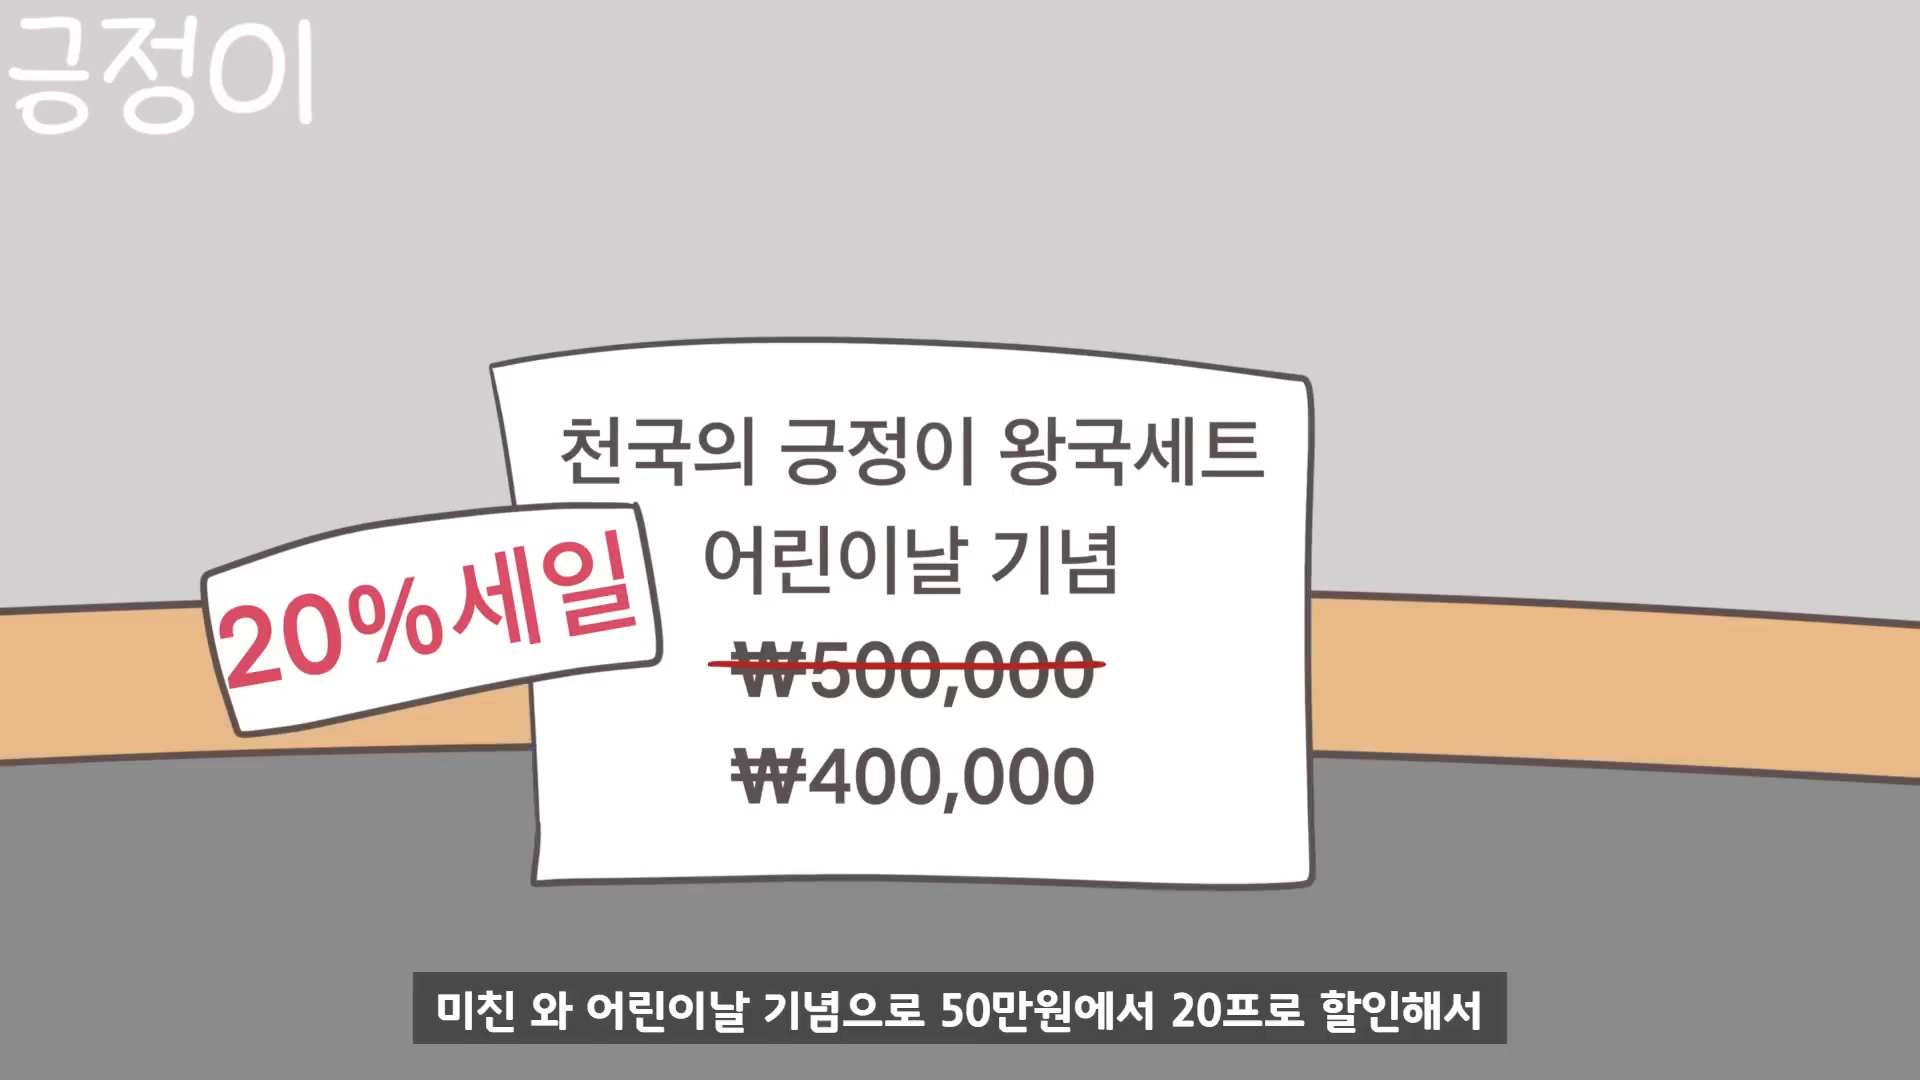 긍정이
천국의 긍정이 왕국세트
어린이날 기념
20%세일
₩500,000
₩400,000
미친 와 어린이날 기념으로 50만원에서 20프로 할인해서